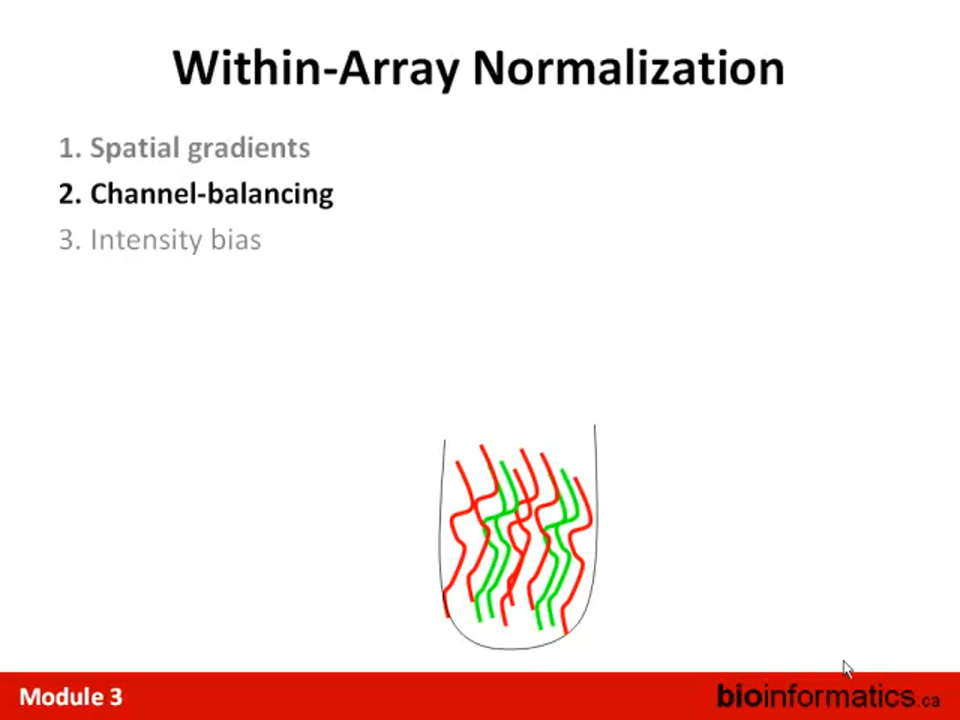 Within-Array Normalization
1. Spatial gradients
2. Channel-balancing
3. Intensity bias
Module 3
bioinformatics.ca